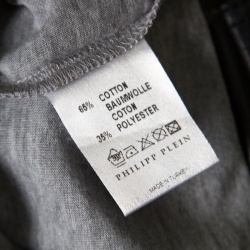 65% COTTON
BAUMWOLLE
COTON
35% POLYESTER
PHILIPP PLEIN
MADE IN TURKEY